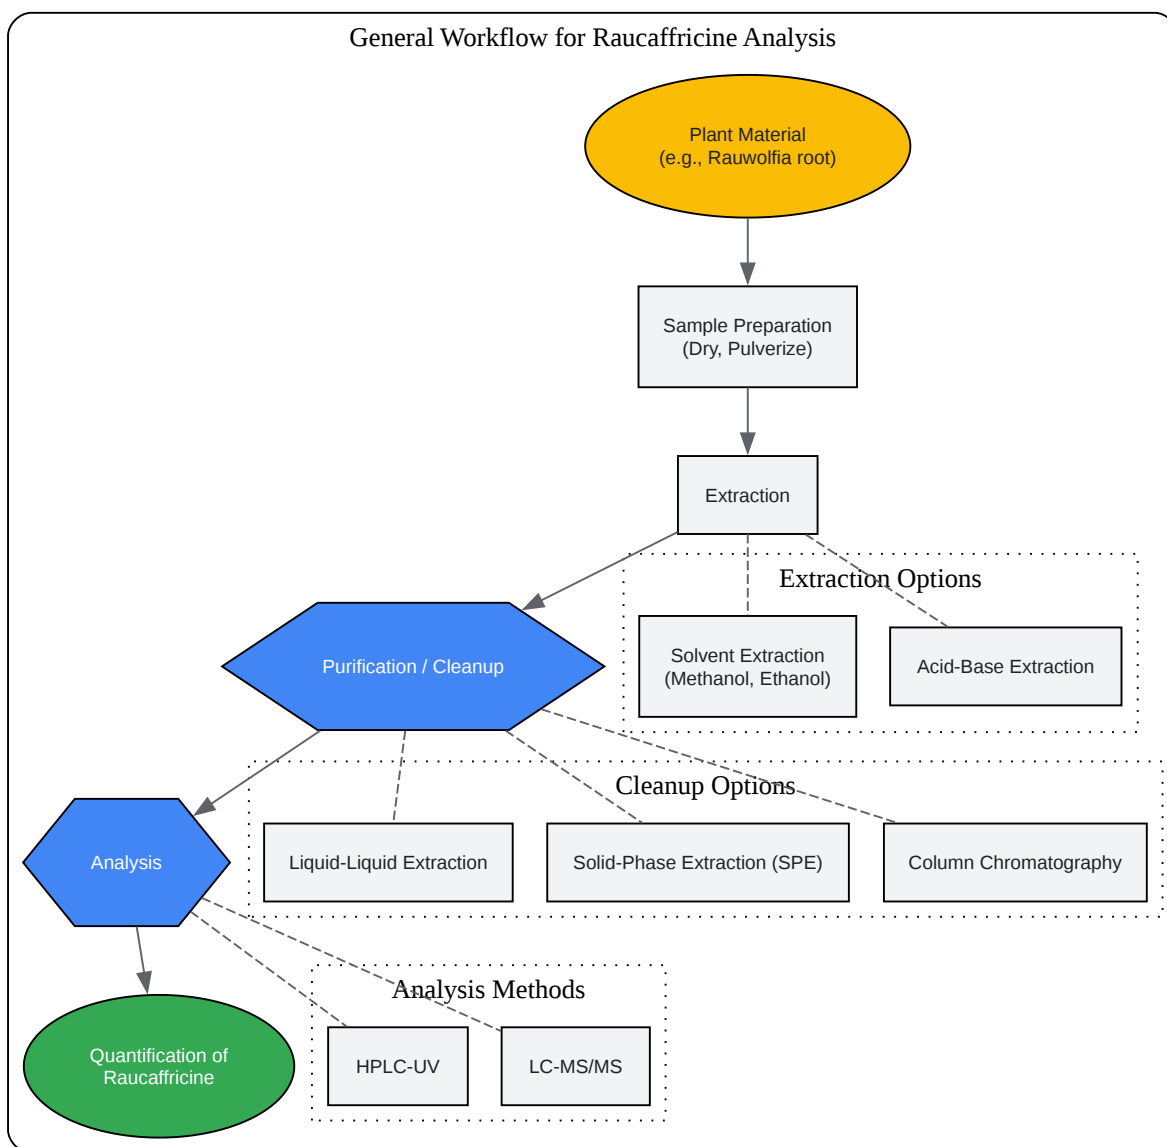 General Workflow for Raucaffricine Analysis
Plant Material
(e.g., Rauwolfia root)
Sample Preparation
(Dry, Pulverize)
Extraction
Extraction Options
Solvent Extraction
(Methanol, Ethanol)
Acid-Base Extraction
Purification / Cleanup
Cleanup Options
Liquid-Liquid Extraction
Solid-Phase Extraction (SPE)
Column Chromatography
Analysis
Analysis Methods
HPLC-UV
LC-MS/MS
Quantification of
Raucaffricine